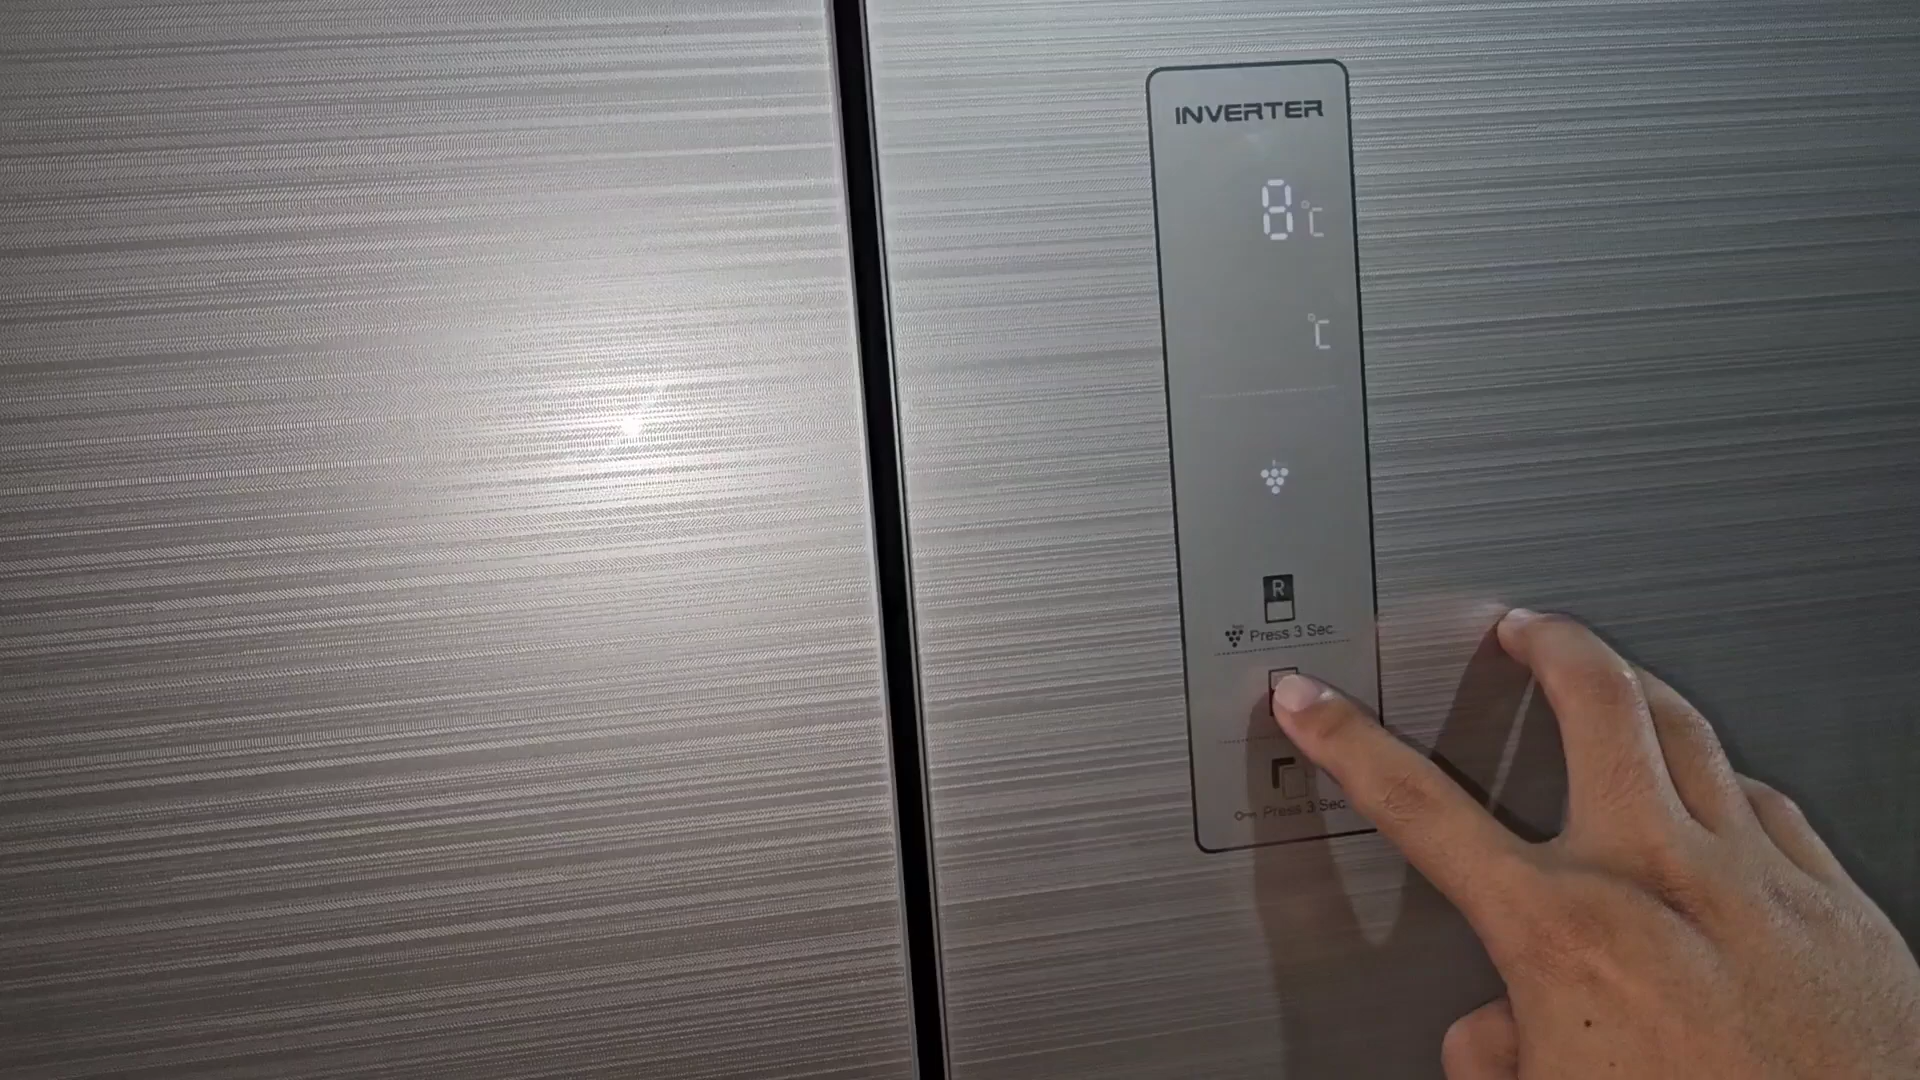 INVERTER
8°C
°C
R
Press 3 Sec.
Press 3 Sec.